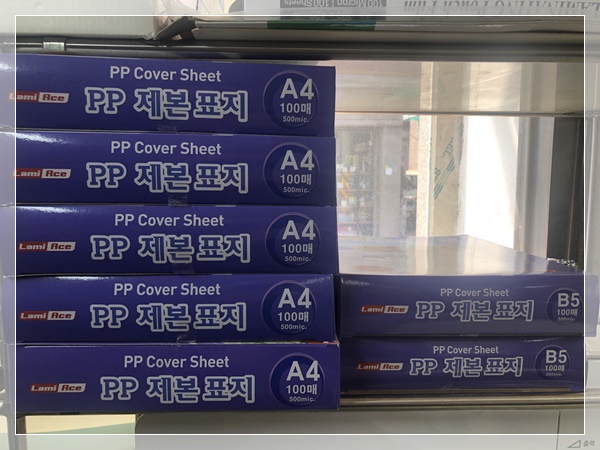 100Micron | 100Sheets
PP Cover Sheet
Lami Ace PP 제본 표지
A4
100매
500mic.
PP Cover Sheet
Lami Ace PP 제본 표지
A4
100매
500mic.
PP Cover Sheet
Lami Ace PP 제본 표지
A4
100매
500mic.
PP Cover Sheet
Lami Ace PP 제본 표지
A4
100매
500mic.
PP Cover Sheet
Lami Ace PP 제본 표지
A4
100매
500mic.
PP Cover Sheet
Lami Ace PP 제본 표지
B5
100매
PP Cover Sheet
Lami Ace PP 제본 표지
B5
100매
출력